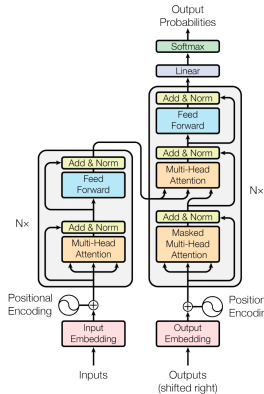 Output
Probabilities
Softmax
Linear
Add & Norm
Feed
Forward
Add & Norm
Multi-Head
Attention
Add & Norm
Masked
Multi-Head
Attention
N×
Add & Norm
Feed
Forward
N×
Add & Norm
Multi-Head
Attention
Positional
Encoding
Position
Encodin
Input
Embedding
Output
Embedding
Inputs
Outputs
(shifted right)